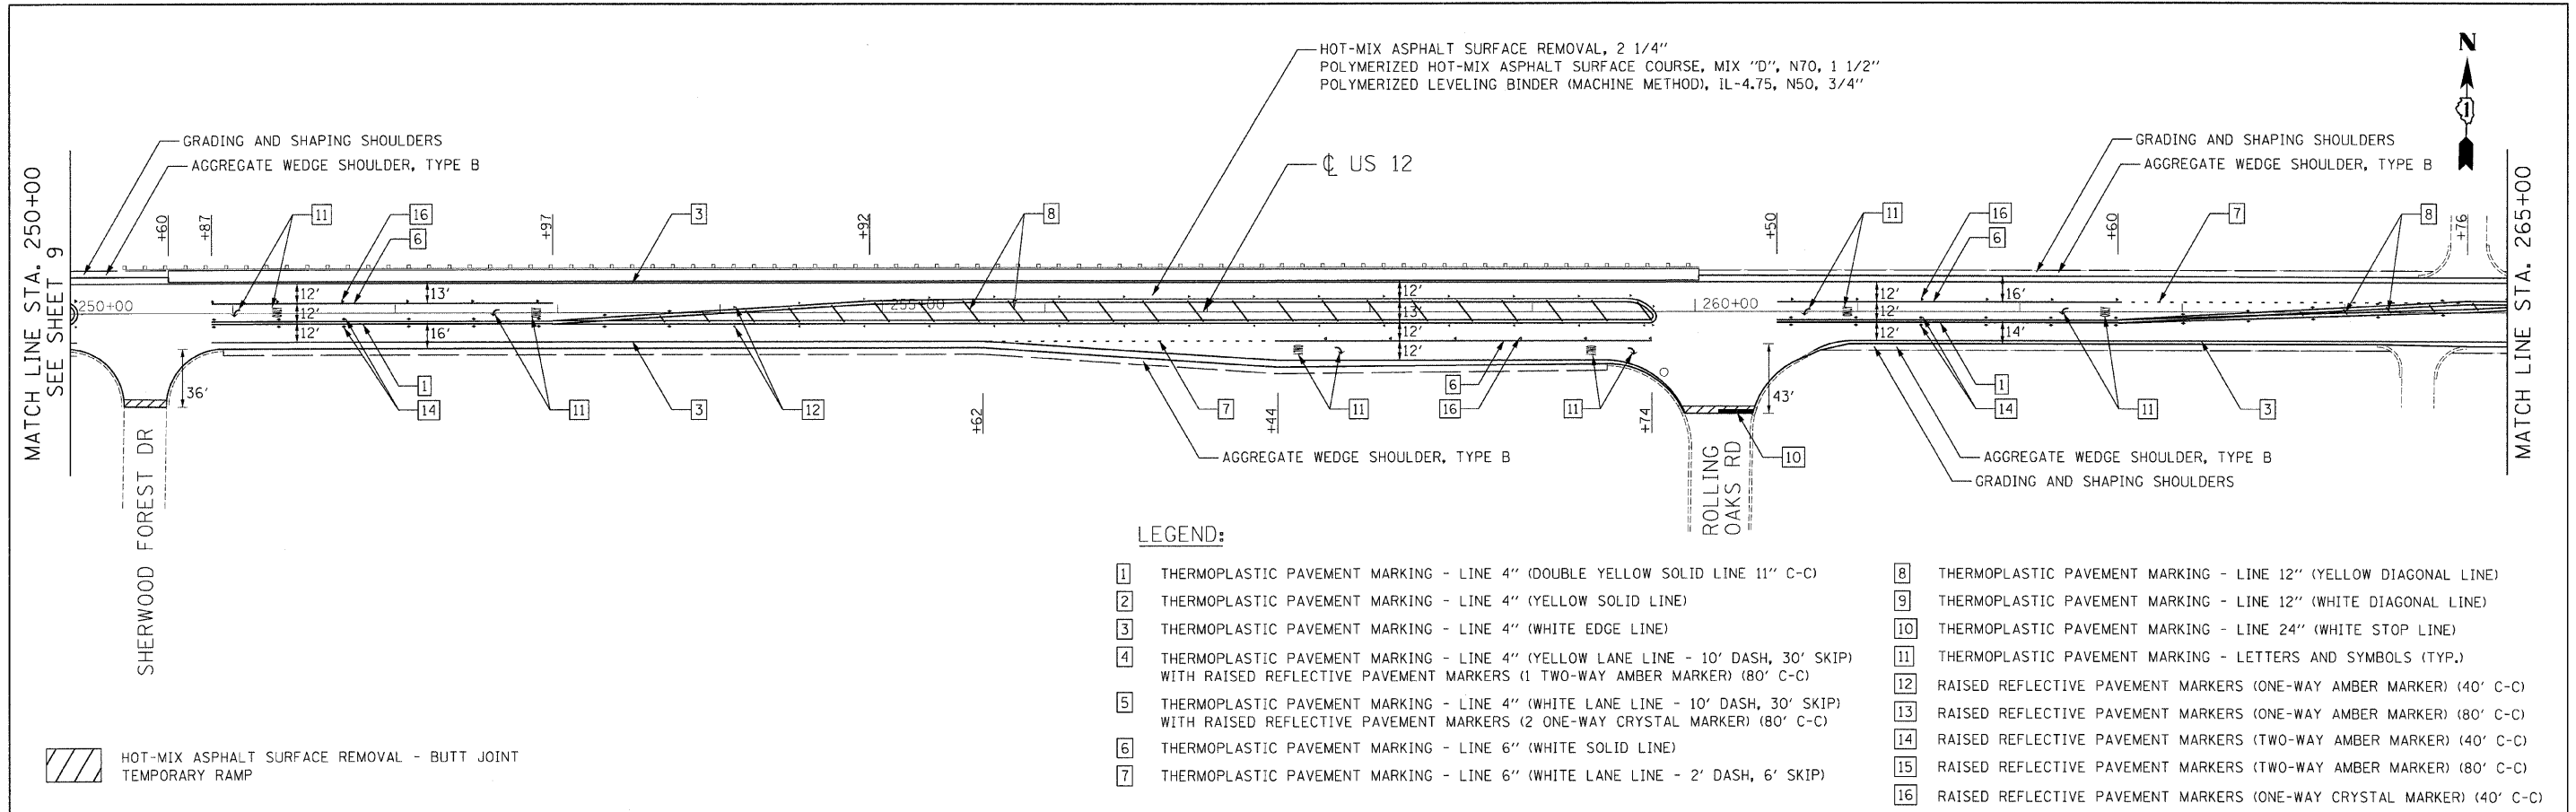 HOT-MIX ASPHALT SURFACE REMOVAL, 2 1/4"
POLYMERIZED HOT-MIX ASPHALT SURFACE COURSE, MIX "D", N70, 1 1/2"
POLYMERIZED LEVELING BINDER (MACHINE METHOD), IL-4.75, N50, 3/4"
N
1
GRADING AND SHAPING SHOULDERS
AGGREGATE WEDGE SHOULDER, TYPE B
℄ US 12
GRADING AND SHAPING SHOULDERS
AGGREGATE WEDGE SHOULDER, TYPE B
MATCH LINE STA. 250+00
SEE SHEET 9
MATCH LINE STA. 265+00
+60
+87
11
16
6
+97
3
+92
8
+50
11
16
6
+60
7
8
+76
250+00
12'
12'
12'
13'
16'
255+00
12'
13'
12'
12'
260+00
12'
12'
12'
16'
14'
36'
1
14
11
3
12
+62
7
+44
11
6
16
11
+74
43'
10
1
14
11
3
AGGREGATE WEDGE SHOULDER, TYPE B
AGGREGATE WEDGE SHOULDER, TYPE B
GRADING AND SHAPING SHOULDERS
SHERWOOD FOREST DR
ROLLING
OAKS RD
LEGEND:
1 THERMOPLASTIC PAVEMENT MARKING - LINE 4" (DOUBLE YELLOW SOLID LINE 11" C-C)
2 THERMOPLASTIC PAVEMENT MARKING - LINE 4" (YELLOW SOLID LINE)
3 THERMOPLASTIC PAVEMENT MARKING - LINE 4" (WHITE EDGE LINE)
4 THERMOPLASTIC PAVEMENT MARKING - LINE 4" (YELLOW LANE LINE - 10' DASH, 30' SKIP)
WITH RAISED REFLECTIVE PAVEMENT MARKERS (1 TWO-WAY AMBER MARKER) (80' C-C)
5 THERMOPLASTIC PAVEMENT MARKING - LINE 4" (WHITE LANE LINE - 10' DASH, 30' SKIP)
WITH RAISED REFLECTIVE PAVEMENT MARKERS (2 ONE-WAY CRYSTAL MARKER) (80' C-C)
6 THERMOPLASTIC PAVEMENT MARKING - LINE 6" (WHITE SOLID LINE)
7 THERMOPLASTIC PAVEMENT MARKING - LINE 6" (WHITE LANE LINE - 2' DASH, 6' SKIP)
8 THERMOPLASTIC PAVEMENT MARKING - LINE 12" (YELLOW DIAGONAL LINE)
9 THERMOPLASTIC PAVEMENT MARKING - LINE 12" (WHITE DIAGONAL LINE)
10 THERMOPLASTIC PAVEMENT MARKING - LINE 24" (WHITE STOP LINE)
11 THERMOPLASTIC PAVEMENT MARKING - LETTERS AND SYMBOLS (TYP.)
12 RAISED REFLECTIVE PAVEMENT MARKERS (ONE-WAY AMBER MARKER) (40' C-C)
13 RAISED REFLECTIVE PAVEMENT MARKERS (ONE-WAY AMBER MARKER) (80' C-C)
14 RAISED REFLECTIVE PAVEMENT MARKERS (TWO-WAY AMBER MARKER) (40' C-C)
15 RAISED REFLECTIVE PAVEMENT MARKERS (TWO-WAY AMBER MARKER) (80' C-C)
16 RAISED REFLECTIVE PAVEMENT MARKERS (ONE-WAY CRYSTAL MARKER) (40' C-C)
HOT-MIX ASPHALT SURFACE REMOVAL - BUTT JOINT
TEMPORARY RAMP